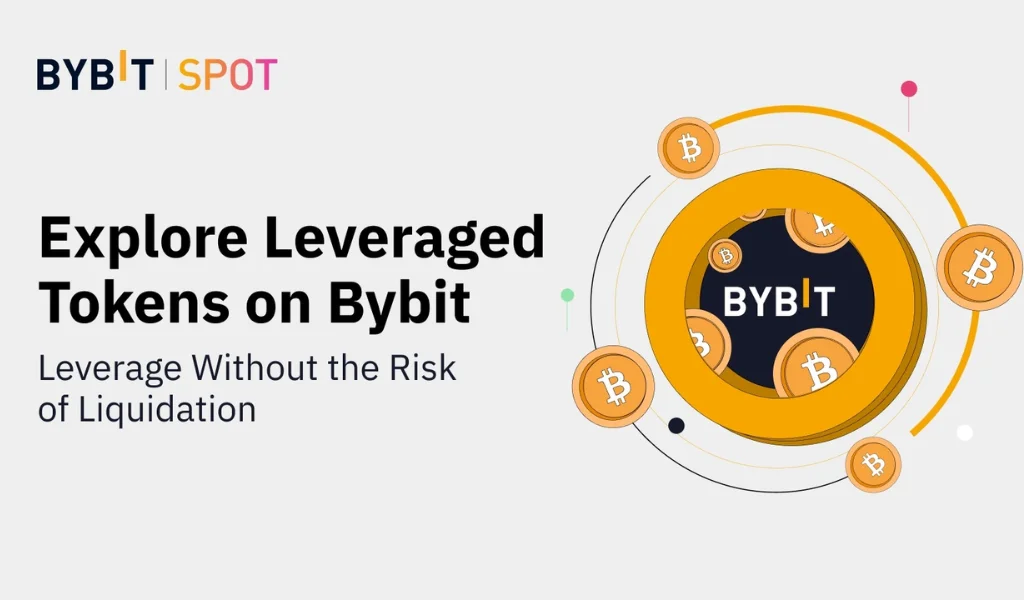 BYBIT | SPOT
Explore Leveraged
Tokens on Bybit
Leverage Without the Risk
of Liquidation
BYBIT